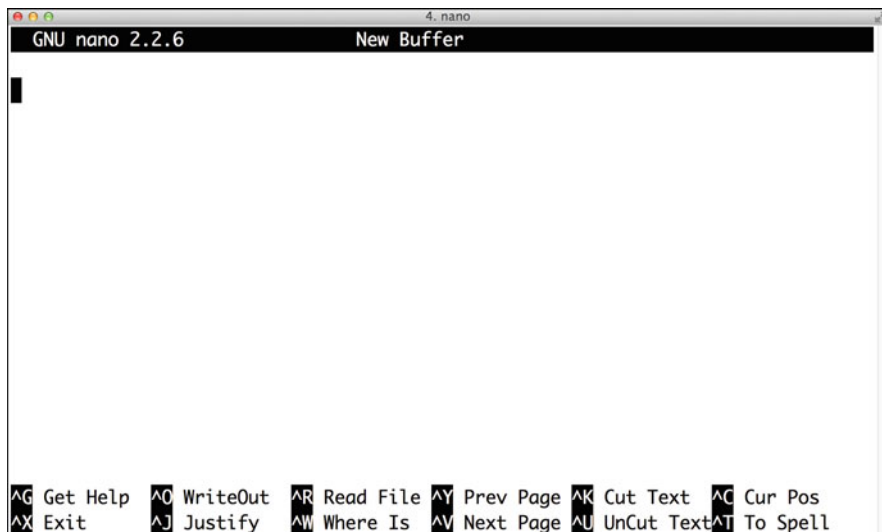 4. nano
GNU nano 2.2.6 New Buffer
^G Get Help ^O WriteOut ^R Read File ^Y Prev Page ^K Cut Text ^C Cur Pos
^X Exit ^J Justify ^W Where Is ^V Next Page ^U UnCut Text^T To Spell